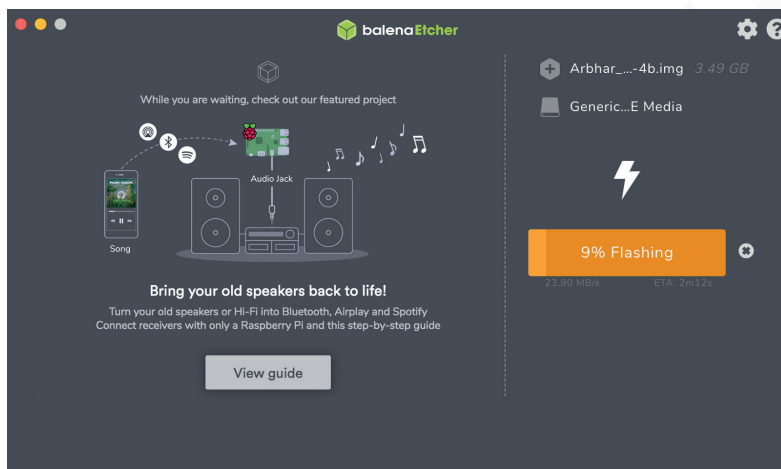 balenaEtcher
While you are waiting, check out our featured project
Audio Jack
Song
Bring your old speakers back to life!
Turn your old speakers or Hi-Fi into Bluetooth, Airplay and Spotify
Connect receivers with only a Raspberry Pi and this step-by-step guide
View guide
Arbhar_...-4b.img 3.49 GB
Generic...E Media
9% Flashing
23.90 MB/s ETA: 2m12s